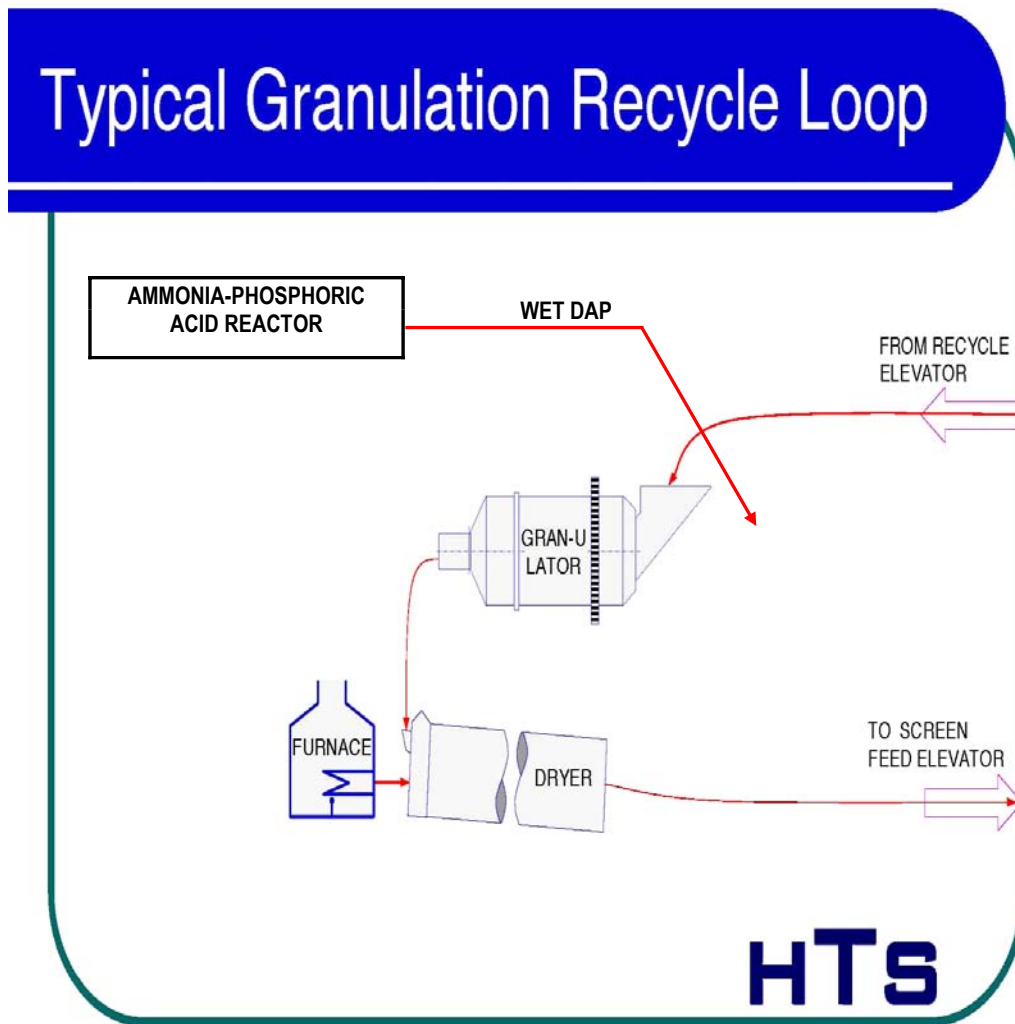 Typical Granulation Recycle Loop
AMMONIA-PHOSPHORIC
ACID REACTOR
WET DAP
FROM RECYCLE
ELEVATOR
GRAN-U
LATOR
FURNACE
DRYER
TO SCREEN
FEED ELEVATOR
HTS